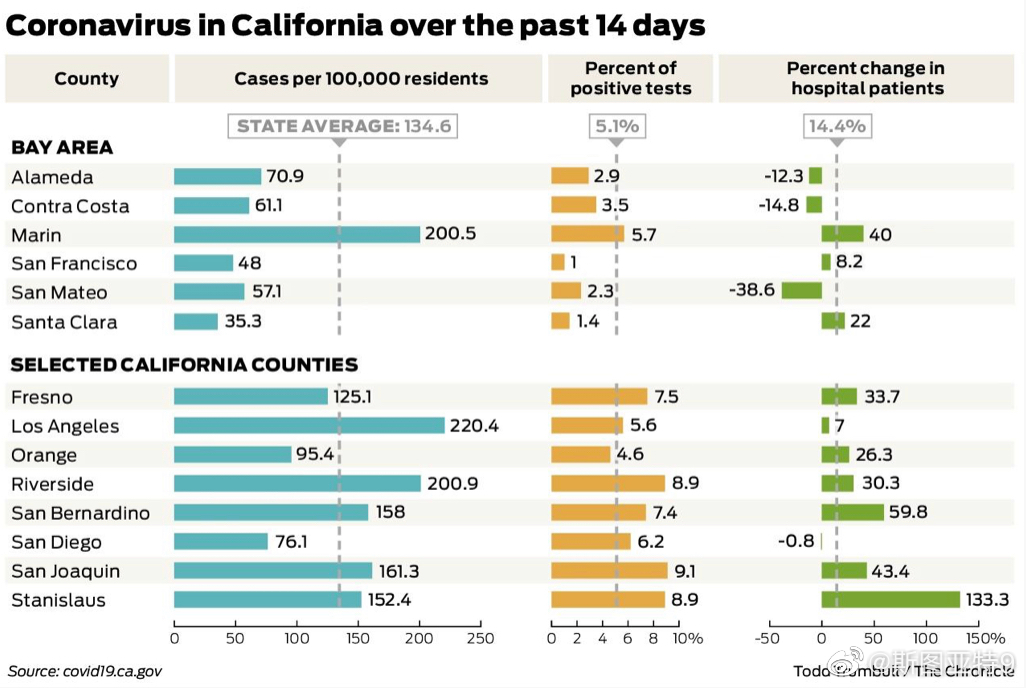 Coronavirus in California over the past 14 days
County Cases per 100,000 residents Percent of positive tests Percent change in hospital patients
STATE AVERAGE: 134.6 5.1% 14.4%
BAY AREA
Alameda 70.9 2.9 -12.3
Contra Costa 61.1 3.5 -14.8
Marin 200.5 5.7 40
San Francisco 48 1 8.2
San Mateo 57.1 2.3 -38.6
Santa Clara 35.3 1.4 22
SELECTED CALIFORNIA COUNTIES
Fresno 125.1 7.5 33.7
Los Angeles 220.4 5.6 7
Orange 95.4 4.6 26.3
Riverside 200.9 8.9 30.3
San Bernardino 158 7.4 59.8
San Diego 76.1 6.2 -0.8
San Joaquin 161.3 9.1 43.4
Stanislaus 152.4 8.9 133.3
0 50 100 150 200 250 0 2 4 6 8 10% -50 0 50 100 150%
Source: covid19.ca.gov Todd / The Chronicle
@斯图亚特9